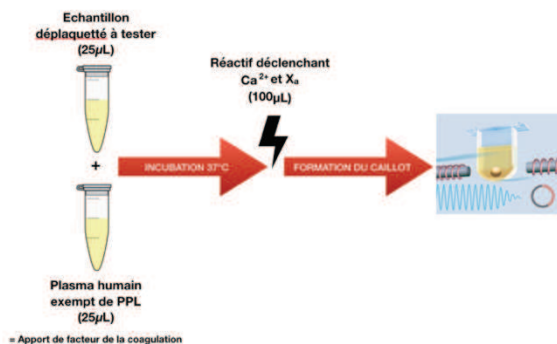 Echantillon
déplaquetté à tester
(25µL)
Réactif déclenchant
Ca²⁺ et Xₐ
(100µL)
+
INCUBATION 37°C
FORMATION DU CAILLOT
Plasma humain
exempt de PPL
(25µL)
= Apport de facteur de la coagulation